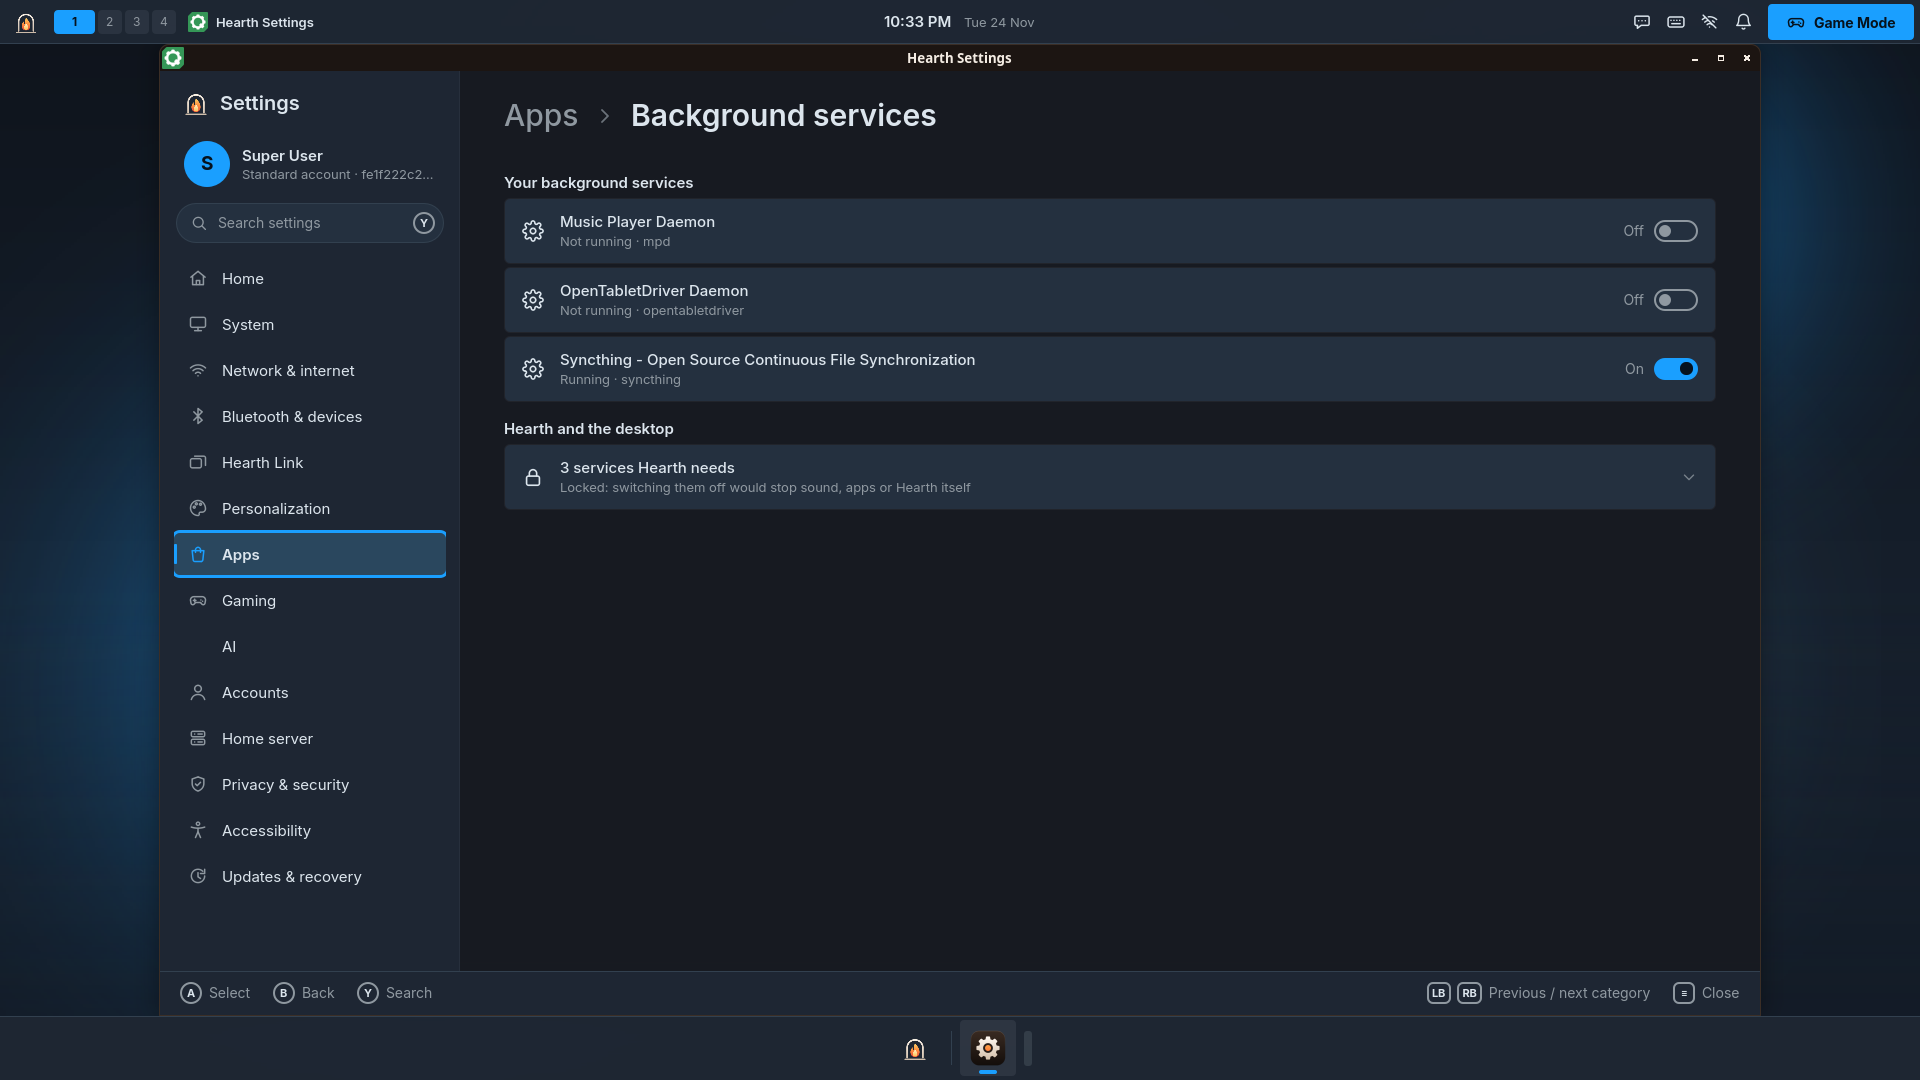 1 2 3 4 Hearth Settings 10:33 PM Tue 24 Nov Game Mode
Hearth Settings
Settings
S
Super User
Standard account · fe1f222c2...
Search settings Y
Home
System
Network & internet
Bluetooth & devices
Hearth Link
Personalization
Apps
Gaming
AI
Accounts
Home server
Privacy & security
Accessibility
Updates & recovery
Apps > Background services
Your background services
Music Player Daemon
Not running · mpd
Off
OpenTabletDriver Daemon
Not running · opentabletdriver
Off
Syncthing - Open Source Continuous File Synchronization
Running · syncthing
On
Hearth and the desktop
3 services Hearth needs
Locked: switching them off would stop sound, apps or Hearth itself
A Select B Back Y Search LB RB Previous / next category ≡ Close